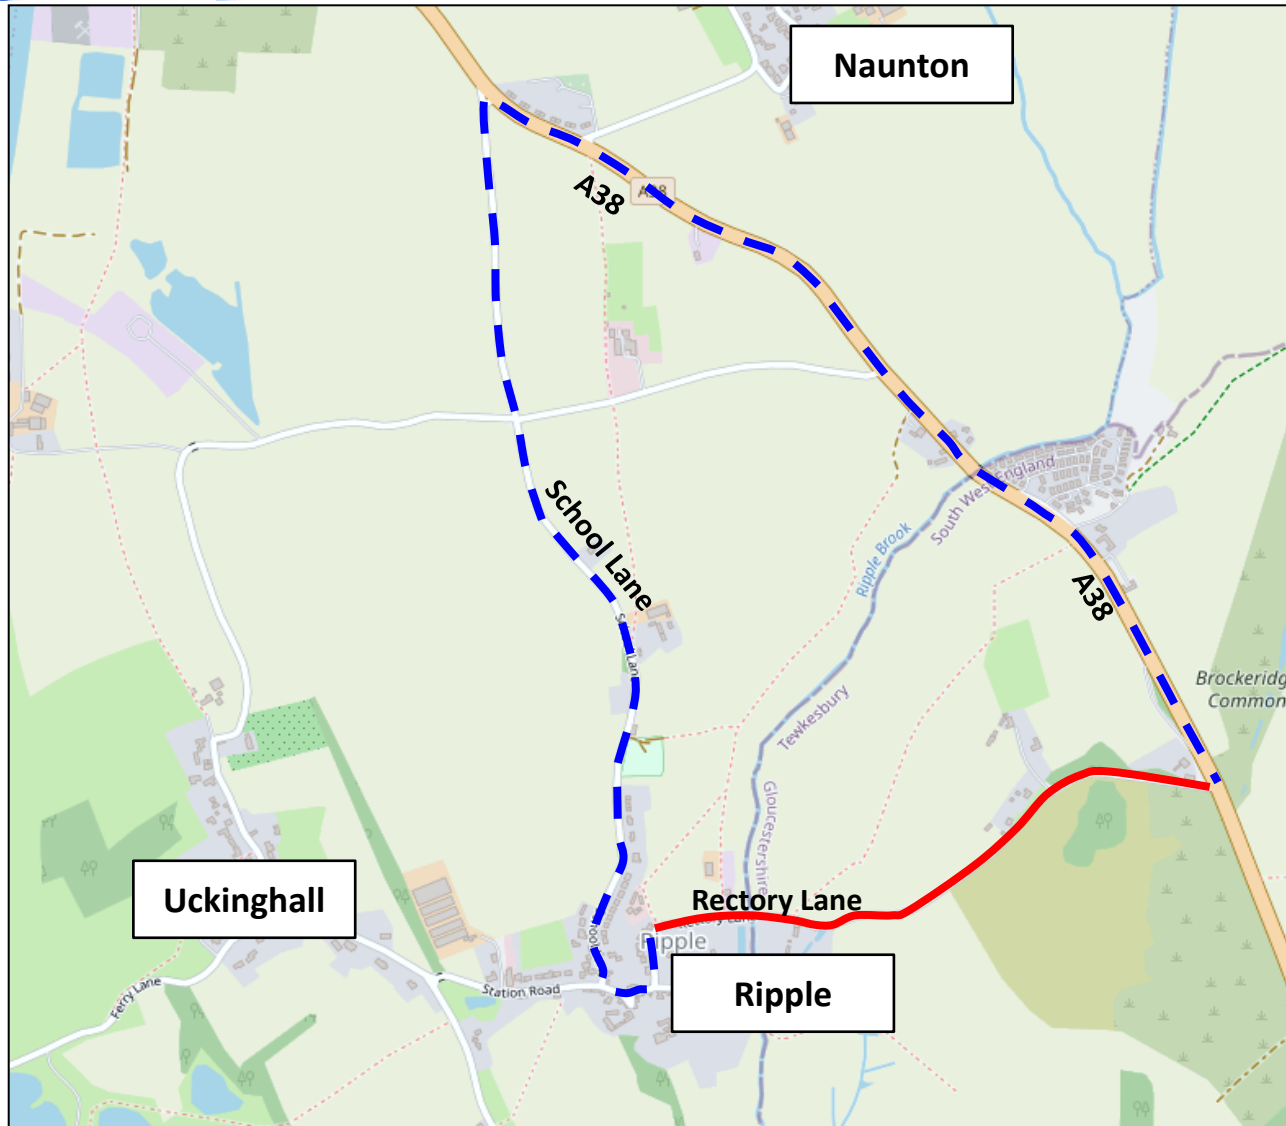 Naunton
A38
A38
School Lane
South West England
Ripple Brook
A38
Brockeridg
Common
Tewkesbury
Gloucestershire
Uckinghall
Rectory Lane
Ripple
Ripple
Station Road
Ferry Lane